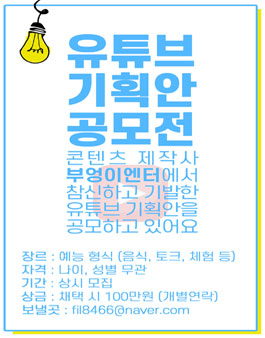 유튜브
기획안
공모전
콘텐츠 제작사
부엉이엔터에서
참신하고 기발한
유튜브 기획안을
공모하고 있어요
장르 : 예능 형식 (음식, 토크, 체험 등)
자격 : 나이, 성별 무관
기간 : 상시 모집
상금 : 채택 시 100만원 (개별연락)
보낼곳 : fil8466@naver.com